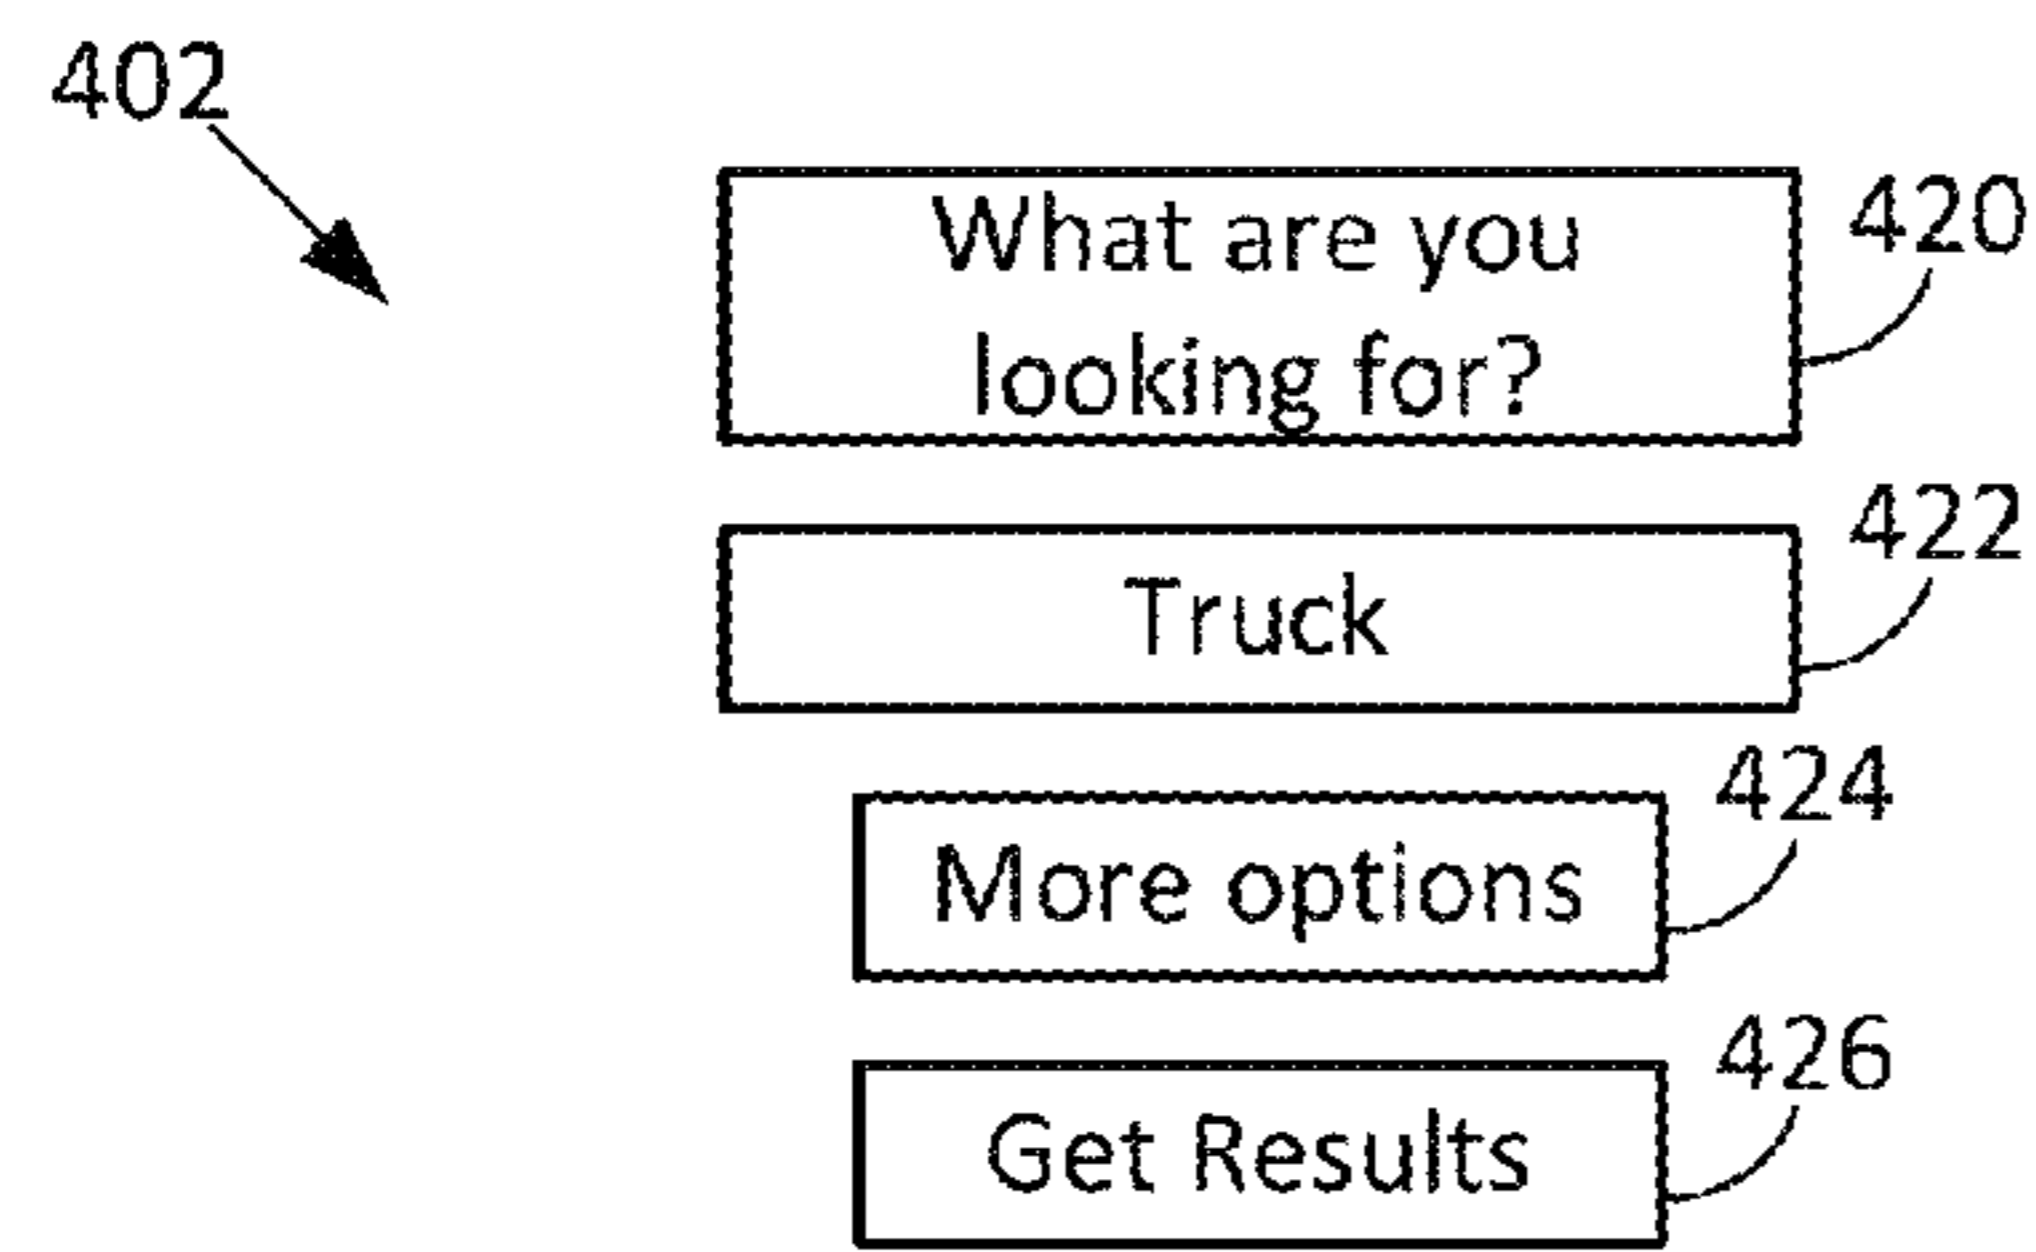 402
What are you
looking for?
420
Truck
422
More options
424
Get Results
426